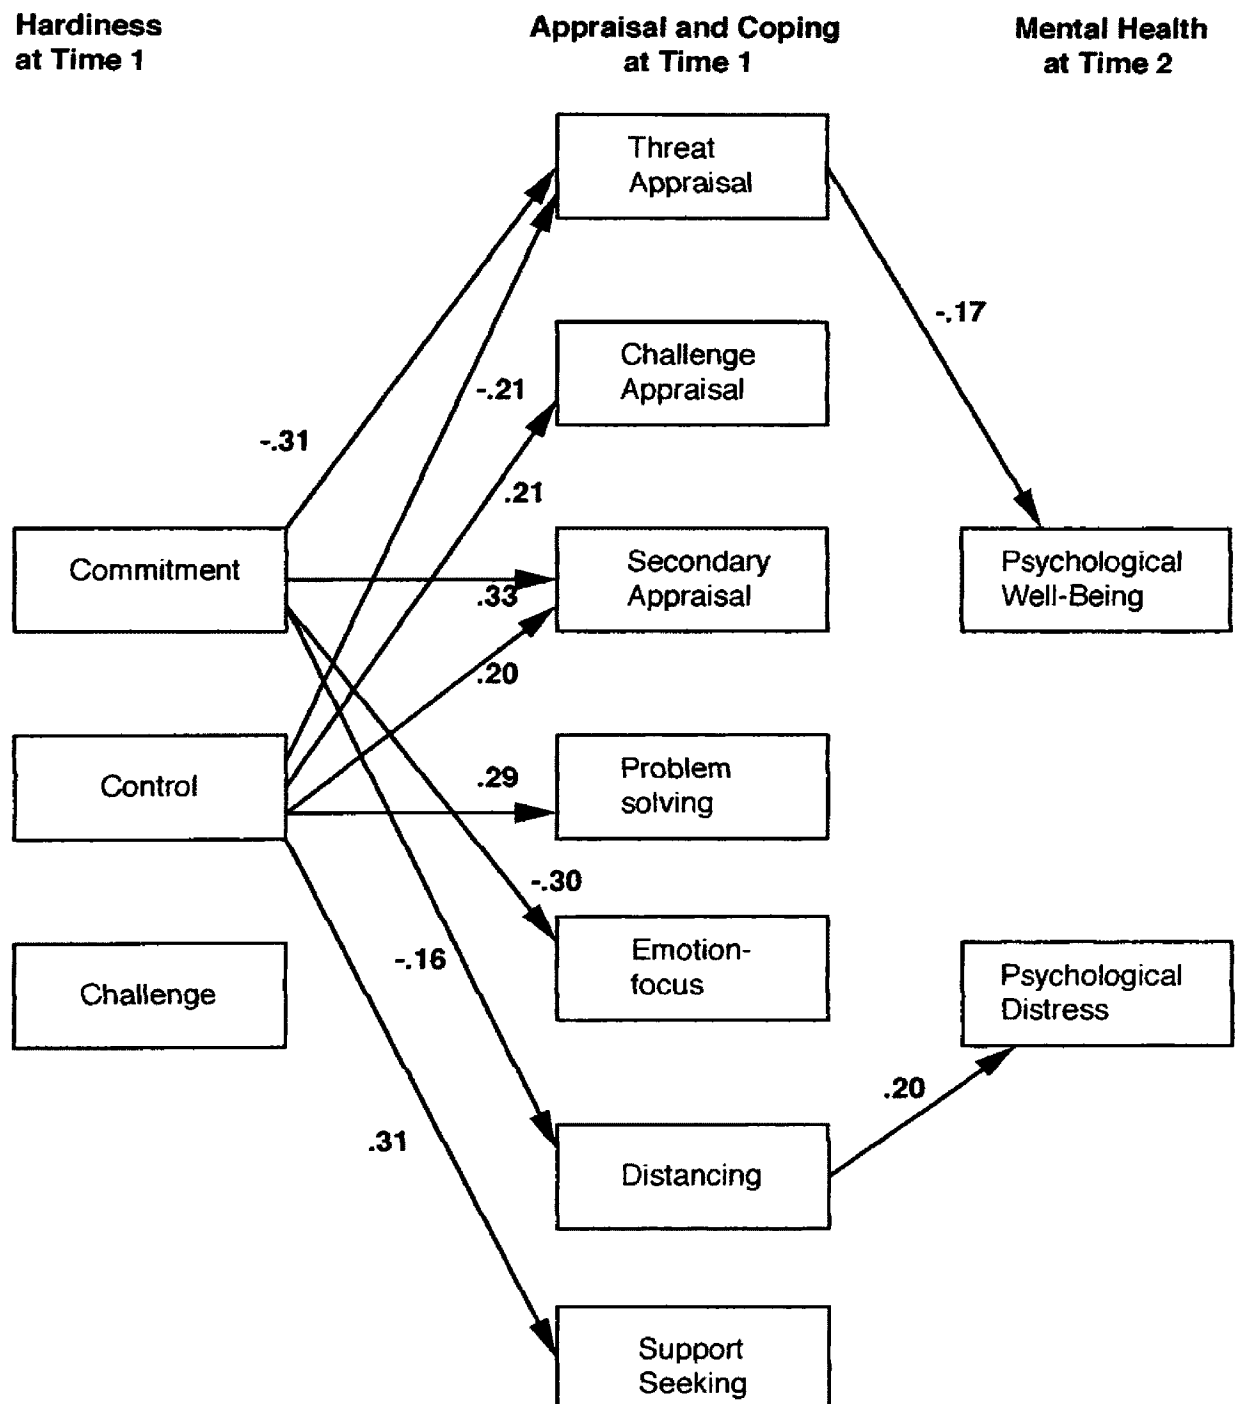 Hardiness
at Time 1
Appraisal and Coping
at Time 1
Mental Health
at Time 2
Threat
Appraisal
-.17
Challenge
Appraisal
-.21
-.31
.21
Commitment
Secondary
Appraisal
.33
Psychological
Well-Being
.20
Control
.29
Problem
solving
-.30
Emotion-
focus
-.16
Challenge
Psychological
Distress
.20
.31
Distancing
Support
Seeking